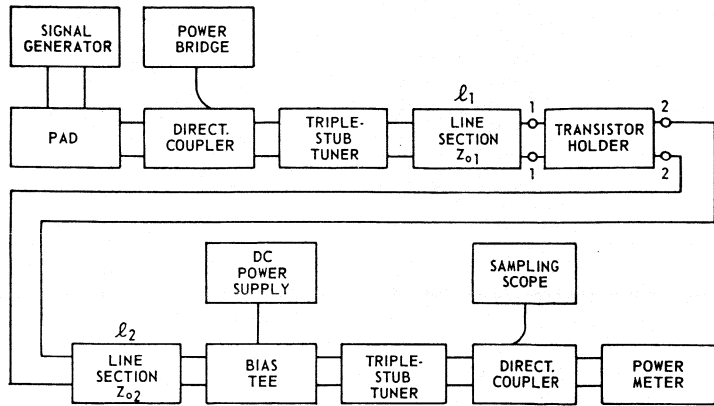 SIGNAL
GENERATOR
POWER
BRIDGE
PAD
DIRECT.
COUPLER
TRIPLE-
STUB
TUNER
ℓ1
LINE
SECTION
Zo1
1
1
TRANSISTOR
HOLDER
2
2
DC
POWER
SUPPLY
SAMPLING
SCOPE
ℓ2
LINE
SECTION
Zo2
BIAS
TEE
TRIPLE-
STUB
TUNER
DIRECT.
COUPLER
POWER
METER